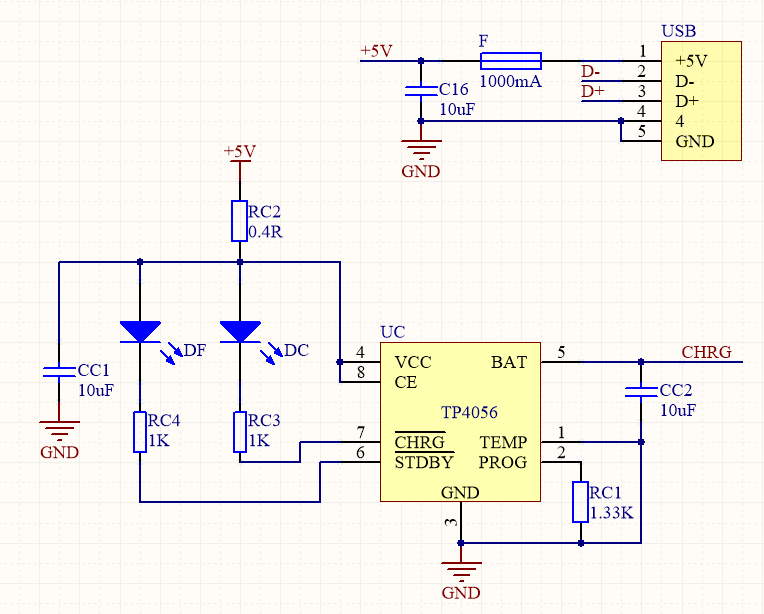 USB
+5V
F
1000mA
C16
10uF
GND
D-
D+
1
2
3
4
5
+5V
D-
D+
4
GND
+5V
RC2
0.4R
DF
DC
CC1
10uF
GND
RC4
1K
RC3
1K
UC
4
8
7
6
VCC
CE
CHRG
STDBY
TP4056
BAT
TEMP
PROG
GND
5
1
2
3
CHRG
CC2
10uF
RC1
1.33K
GND